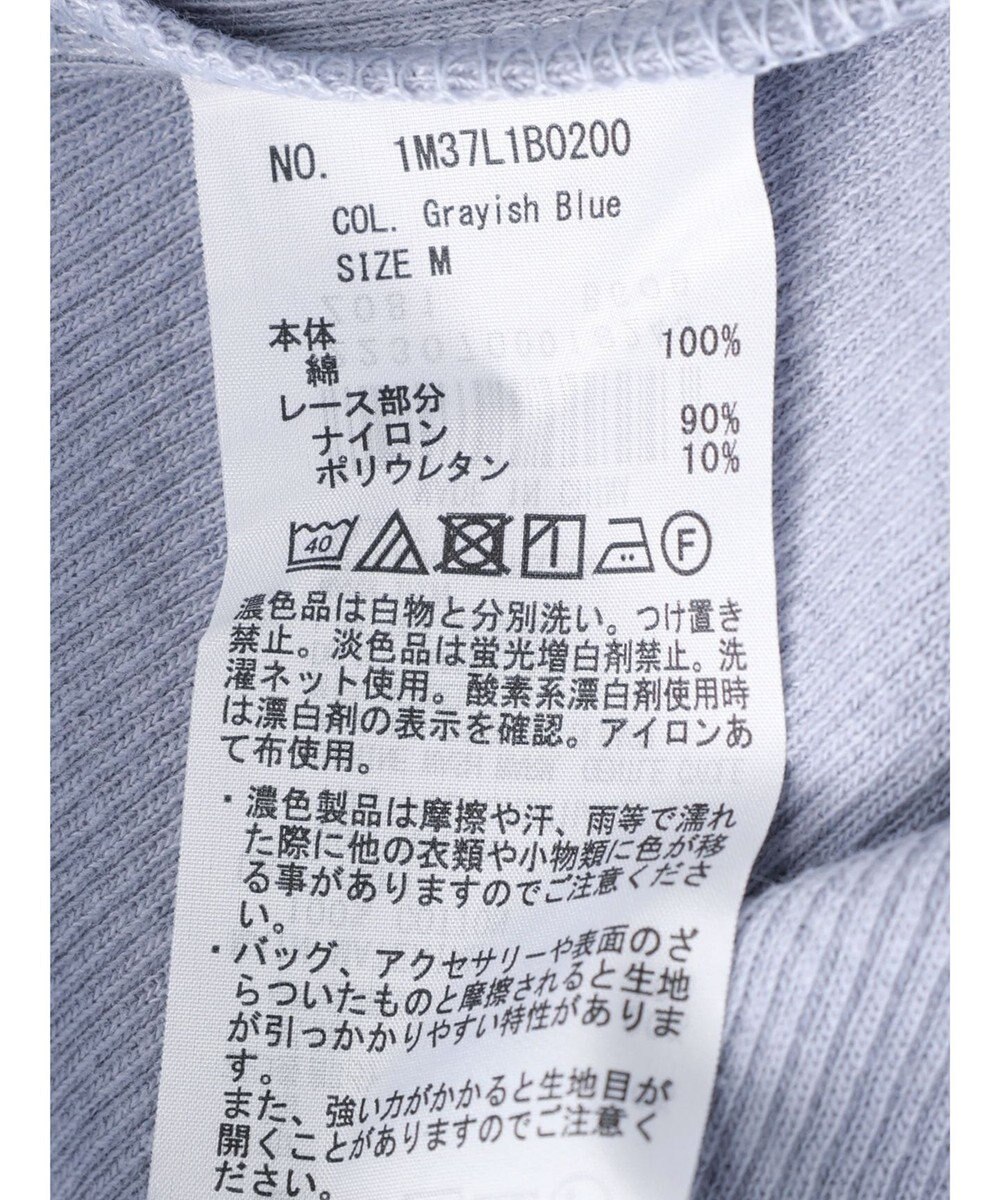 NO. 1M37L1B0200
COL. Grayish Blue
SIZE M
本体
綿 100%
レース部分
ナイロン 90%
ポリウレタン 10%
40 F
濃色品は白物と分別洗い。つけ置き
禁止。淡色品は蛍光増白剤禁止。洗
濯ネット使用。酸素系漂白剤使用時
は漂白剤の表示を確認。アイロンあ
て布使用。
・濃色製品は摩擦や汗、雨等で濡れ
た際に他の衣類や小物類に色が移
る事がありますのでご注意くださ
い。
・バッグ、アクセサリーや表面のざ
らついたものと摩擦されると生地
が引っかかりやすい特性がありま
す。
また、強い力がかかると生地目が
開くことがありますのでご注意く
ださい。